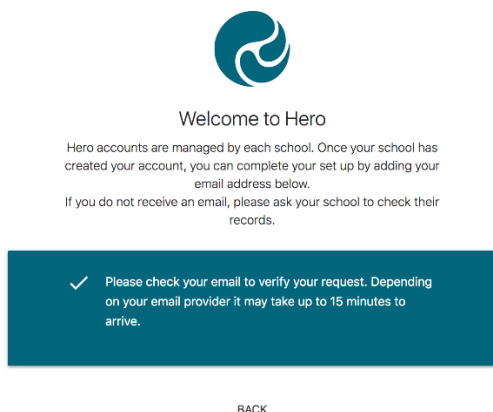 Welcome to Hero
Hero accounts are managed by each school. Once your school has
created your account, you can complete your set up by adding your
email address below.
If you do not receive an email, please ask your school to check their
records.
Please check your email to verify your request. Depending
on your email provider it may take up to 15 minutes to
arrive.
BACK